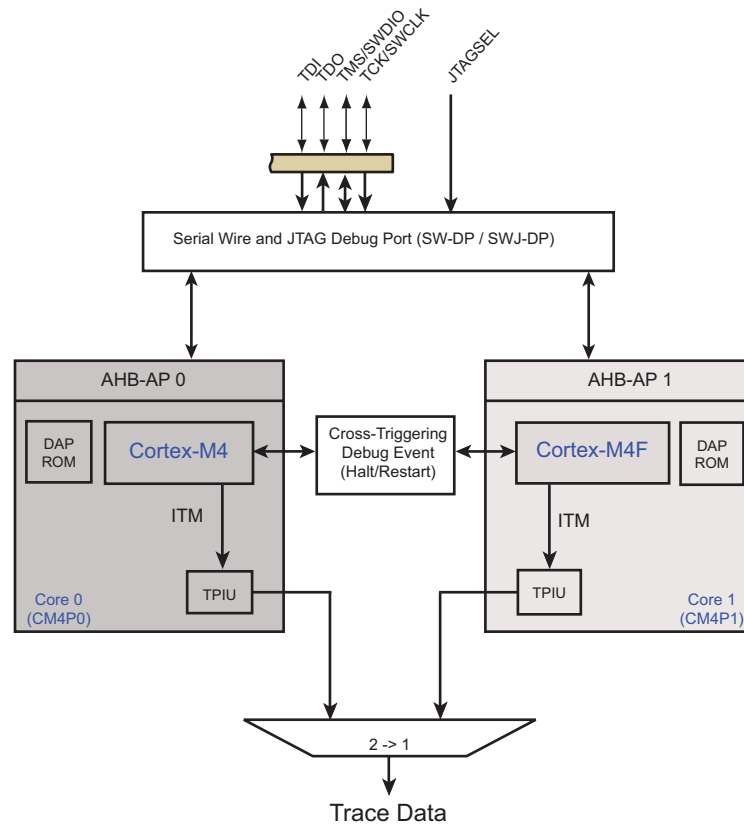 TDI
TDO
TMS/SWDIO
TCK/SWCLK
JTAGSEL
Serial Wire and JTAG Debug Port (SW-DP / SWJ-DP)
AHB-AP 0
DAP
ROM
Cortex-M4
ITM
TPIU
Core 0
(CM4P0)
Cross-Triggering
Debug Event
(Halt/Restart)
AHB-AP 1
Cortex-M4F
DAP
ROM
ITM
TPIU
Core 1
(CM4P1)
2 -> 1
Trace Data